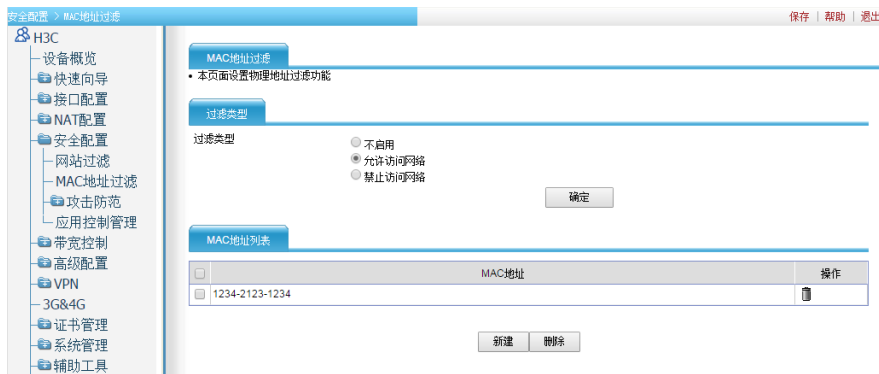 安全配置 > MAC地址过滤
保存 | 帮助 | 退出
H3C
设备概览
快速向导
接口配置
NAT配置
安全配置
网站过滤
MAC地址过滤
攻击防范
应用控制管理
带宽控制
高级配置
VPN
3G&4G
证书管理
系统管理
辅助工具
MAC地址过滤
• 本页面设置物理地址过滤功能
过滤类型
过滤类型
不启用
允许访问网络
禁止访问网络
确定
MAC地址列表
MAC地址 操作
1234-2123-1234
新建 删除